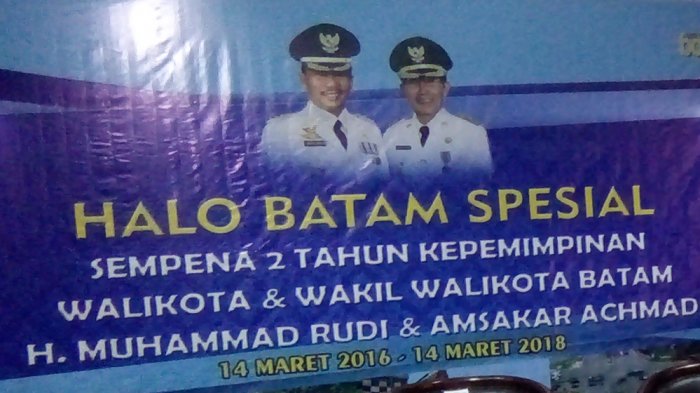 HALO BATAM SPESIAL
SEMPENA 2 TAHUN KEPEMIMPINAN
WALIKOTA & WAKIL WALIKOTA BATAM
H. MUHAMMAD RUDI & AMSAKAR ACHMAD
14 MARET 2016 - 14 MARET 2018